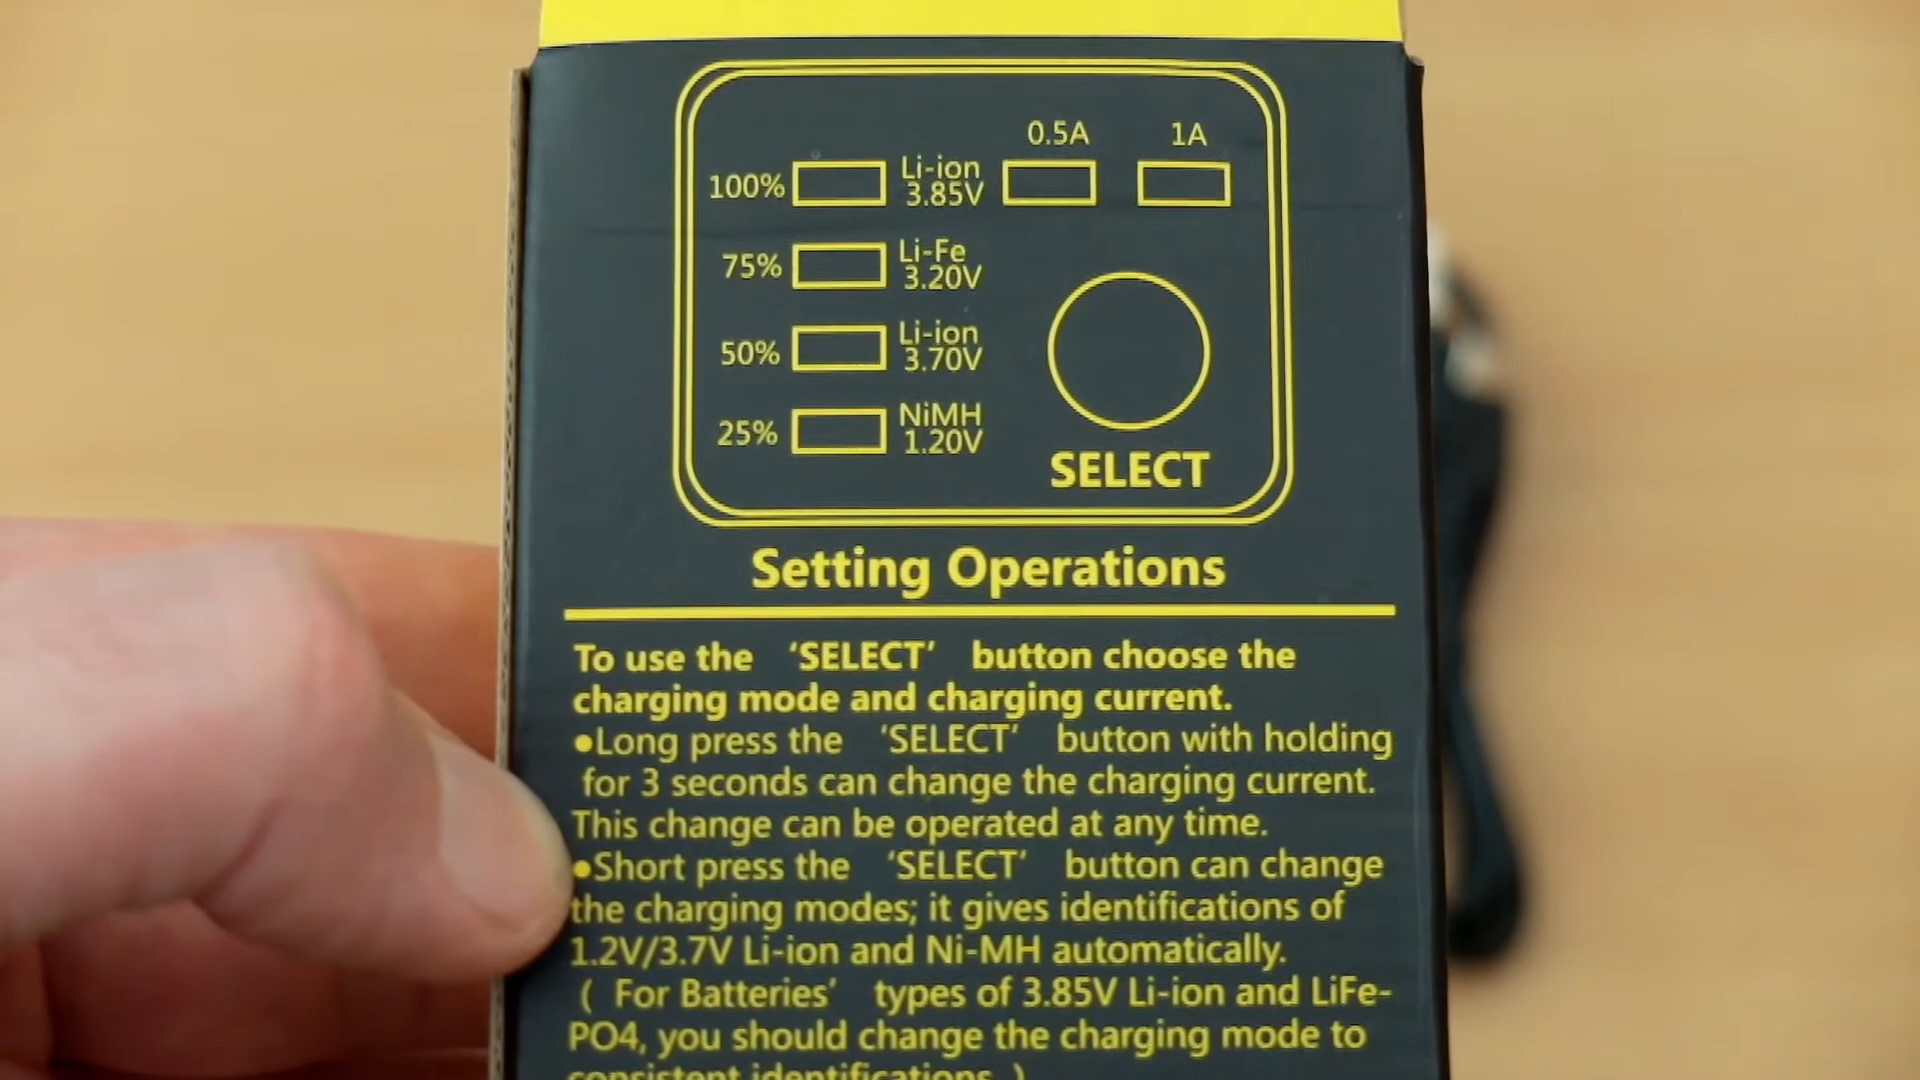 0.5A 1A
100% Li-ion 3.85V
75% Li-Fe 3.20V
50% Li-ion 3.70V
25% NiMH 1.20V
SELECT
Setting Operations
To use the 'SELECT' button choose the
charging mode and charging current.
●Long press the 'SELECT' button with holding
for 3 seconds can change the charging current.
This change can be operated at any time.
●Short press the 'SELECT' button can change
the charging modes; it gives identifications of
1.2V/3.7V Li-ion and Ni-MH automatically.
( For Batteries' types of 3.85V Li-ion and LiFe-
PO4, you should change the charging mode to
consistent identifications. )